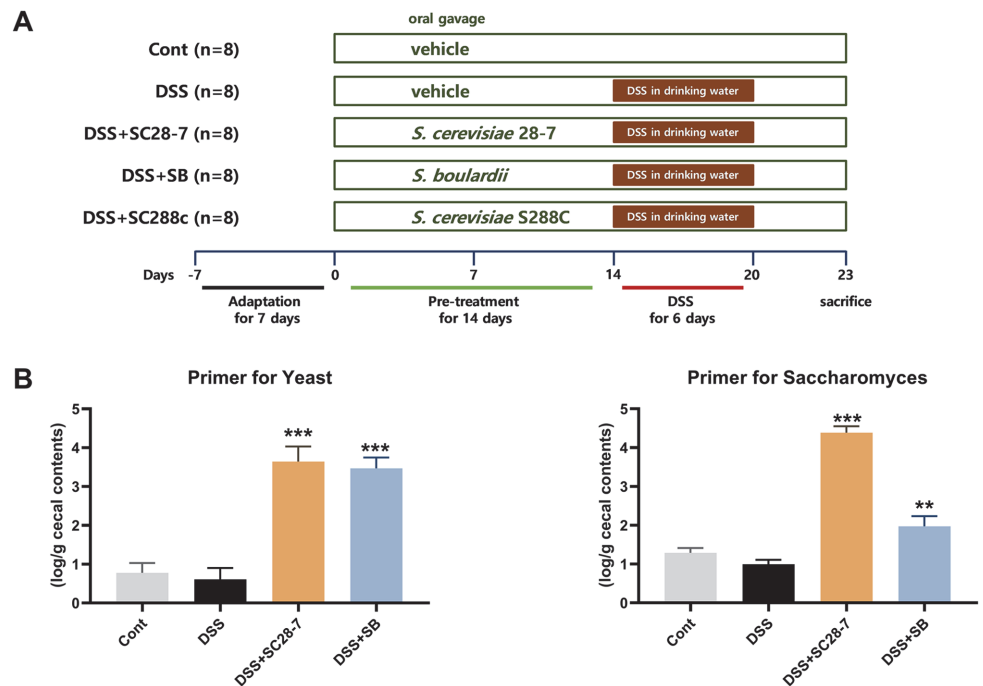 A
oral gavage
Cont (n=8)
vehicle
DSS (n=8)
vehicle
DSS in drinking water
DSS+SC28-7 (n=8)
S. cerevisiae 28-7
DSS in drinking water
DSS+SB (n=8)
S. boulardii
DSS in drinking water
DSS+SC288c (n=8)
S. cerevisiae S288C
DSS in drinking water
Days
-7
0
7
14
20
23
Adaptation
for 7 days
Pre-treatment
for 14 days
DSS
for 6 days
sacrifice
B
Primer for Yeast
(log/g cecal contents)
5
4
3
2
1
0
***
***
Cont
DSS
DSS+SC28-7
DSS+SB
Primer for Saccharomyces
(log/g cecal contents)
5
4
3
2
1
0
***
**
Cont
DSS
DSS+SC28-7
DSS+SB